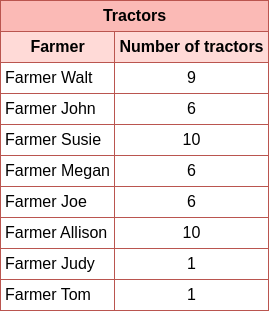 Tractors
Farmer Number of tractors
Farmer Walt 9
Farmer John 6
Farmer Susie 10
Farmer Megan 6
Farmer Joe 6
Farmer Allison 10
Farmer Judy 1
Farmer Tom 1